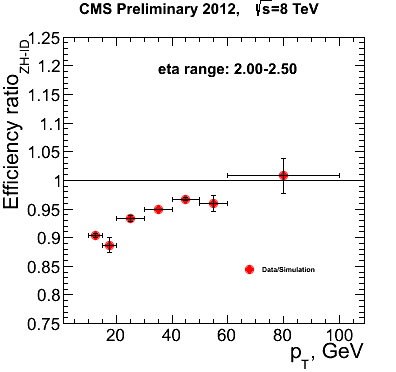 CMS Preliminary 2012, √s=8 TeV
eta range: 2.00-2.50
Efficiency ratio ZH-ID
1.25
1.2
1.15
1.1
1.05
1
0.95
0.9
0.85
0.8
0.75
Data/Simulation
20 40 60 80 100
p_T, GeV